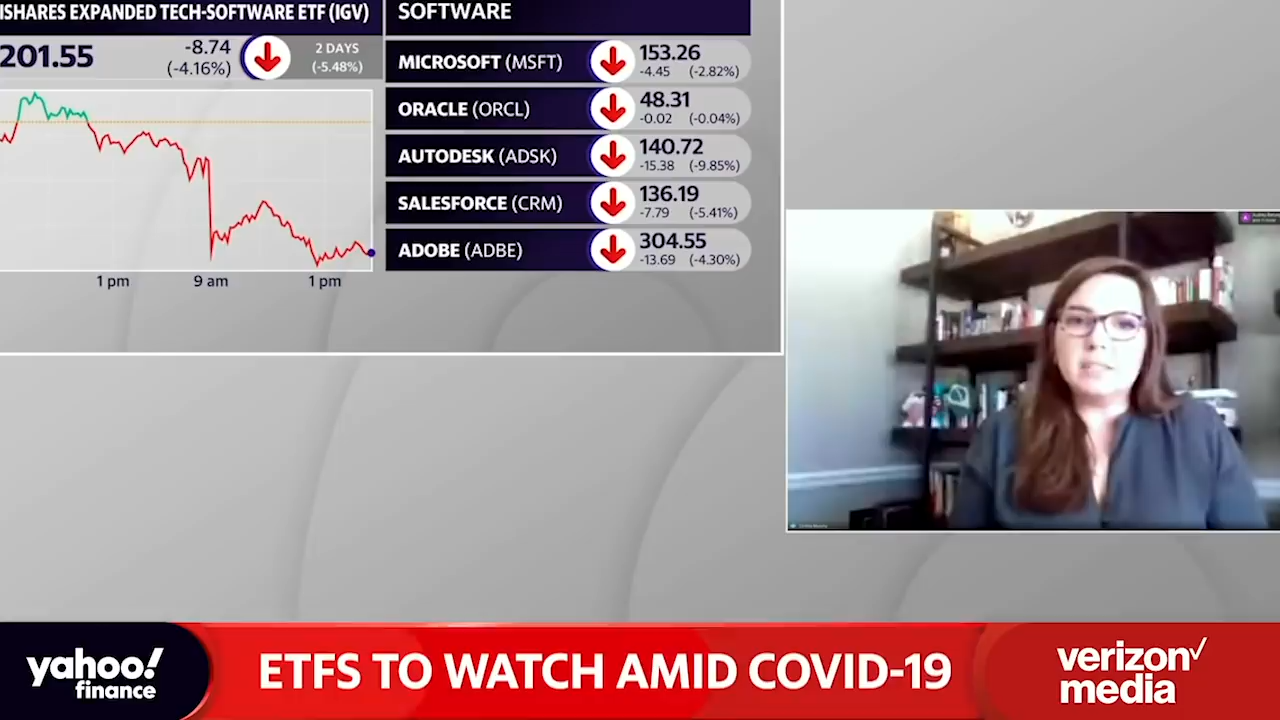 ISHARES EXPANDED TECH-SOFTWARE ETF (IGV)
201.55
-8.74
(-4.16%)
2 DAYS
(-5.48%)
1 pm
9 am
1 pm
SOFTWARE
MICROSOFT (MSFT)
153.26
-4.45 (-2.82%)
ORACLE (ORCL)
48.31
-0.02 (-0.04%)
AUTODESK (ADSK)
140.72
-15.38 (-9.85%)
SALESFORCE (CRM)
136.19
-7.79 (-5.41%)
ADOBE (ADBE)
304.55
-13.69 (-4.30%)
yahoo!
finance
ETFS TO WATCH AMID COVID-19
verizon✓
media